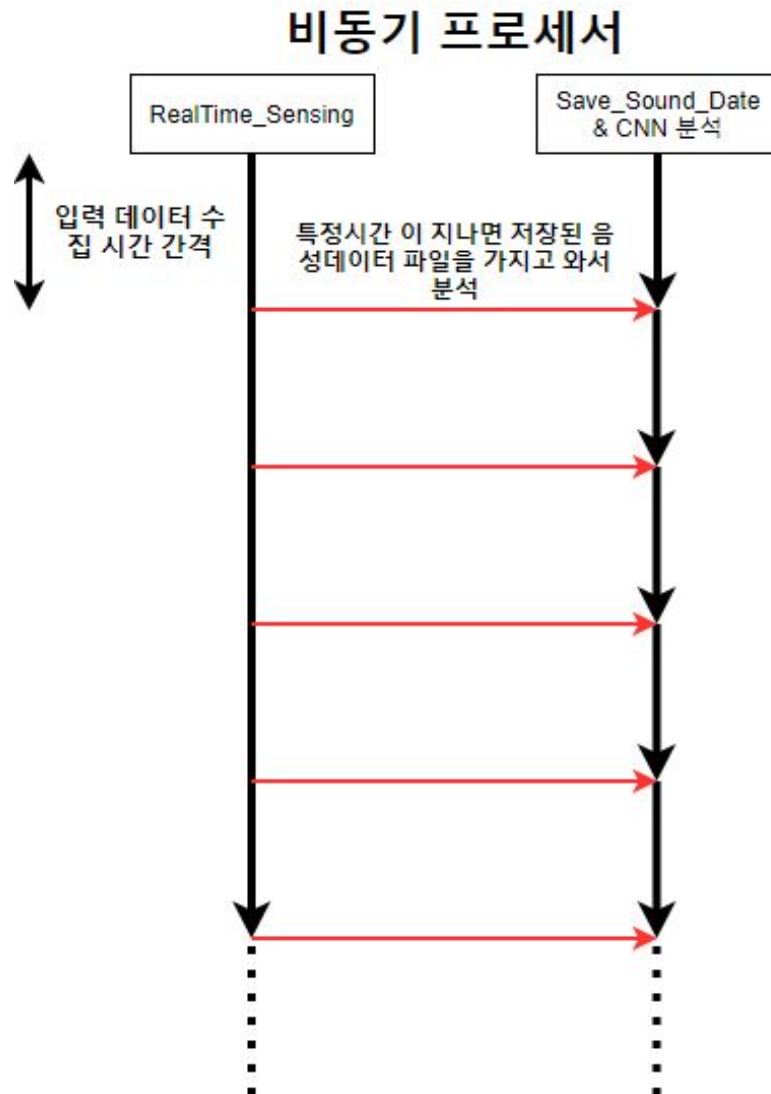 비동기 프로세서
RealTime_Sensing
Save_Sound_Date
& CNN 분석
입력 데이터 수
집 시간 간격
특정시간 이 지나면 저장된 음
성데이터 파일을 가지고 와서
분석